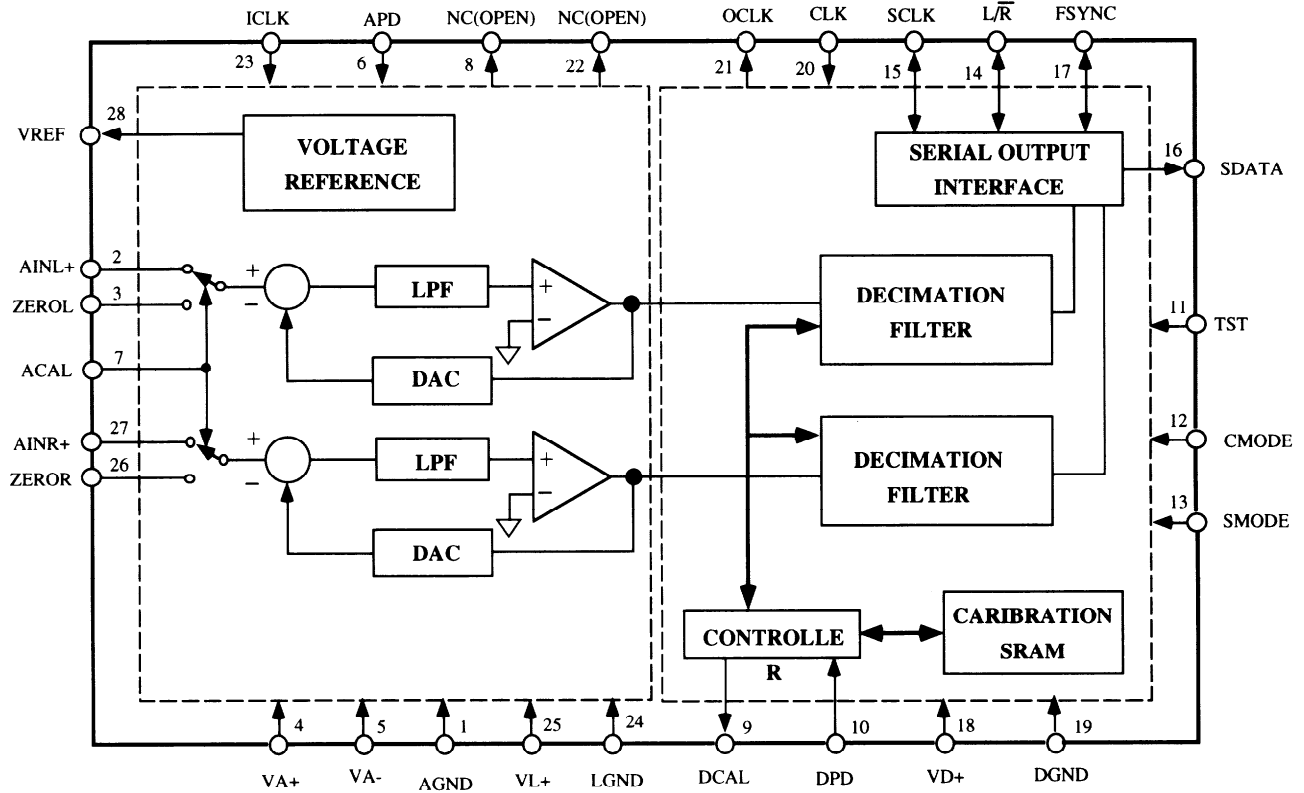 ICLK APD NC(OPEN) NC(OPEN) OCLK CLK SCLK L/R̅ FSYNC
23 6 8 22 21 20 15 14 17
VREF 28
VOLTAGE
REFERENCE
SERIAL OUTPUT
INTERFACE
16 SDATA
AINL+ 2
ZEROL 3
+
−
LPF
+
−
DAC
DECIMATION
FILTER
11 TST
ACAL 7
AINR+ 27
ZEROR 26
+
−
LPF
+
−
DAC
DECIMATION
FILTER
12 CMODE
13 SMODE
CONTROLLE
R
CARIBRATION
SRAM
4 5 1 25 24 9 10 18 19
VA+ VA- AGND VL+ LGND DCAL DPD VD+ DGND